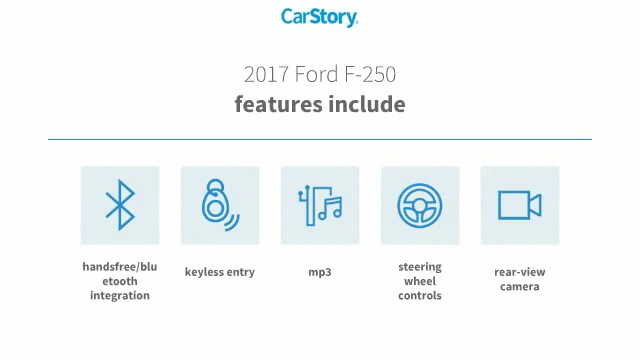 CarStory
2017 Ford F-250
features include
handsfree/blu
etooth
integration
keyless entry
mp3
steering
wheel
controls
rear-view
camera